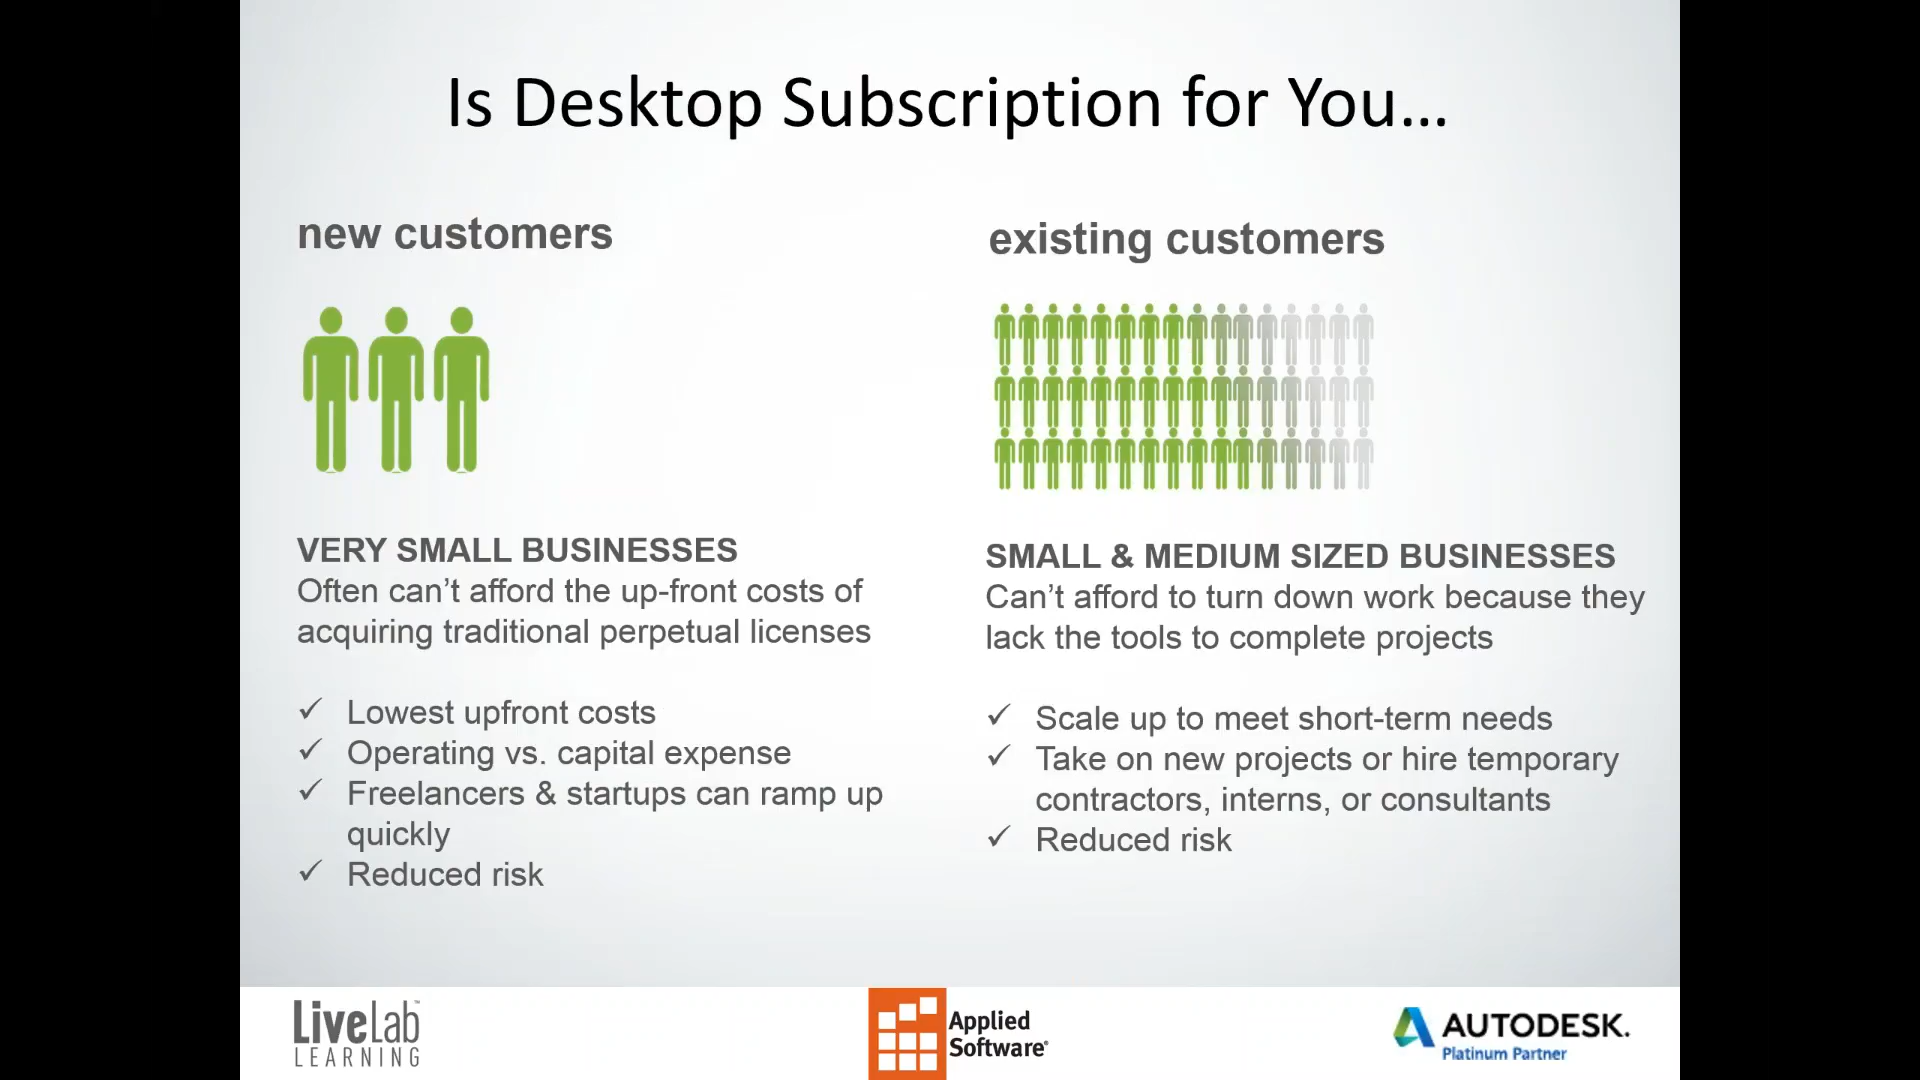 Is Desktop Subscription for You...
new customers
VERY SMALL BUSINESSES
Often can't afford the up-front costs of
acquiring traditional perpetual licenses
✓ Lowest upfront costs
✓ Operating vs. capital expense
✓ Freelancers & startups can ramp up
quickly
✓ Reduced risk
existing customers
SMALL & MEDIUM SIZED BUSINESSES
Can't afford to turn down work because they
lack the tools to complete projects
✓ Scale up to meet short-term needs
✓ Take on new projects or hire temporary
contractors, interns, or consultants
✓ Reduced risk
LiveLab™
LEARNING
Applied
Software®
AUTODESK.
Platinum Partner